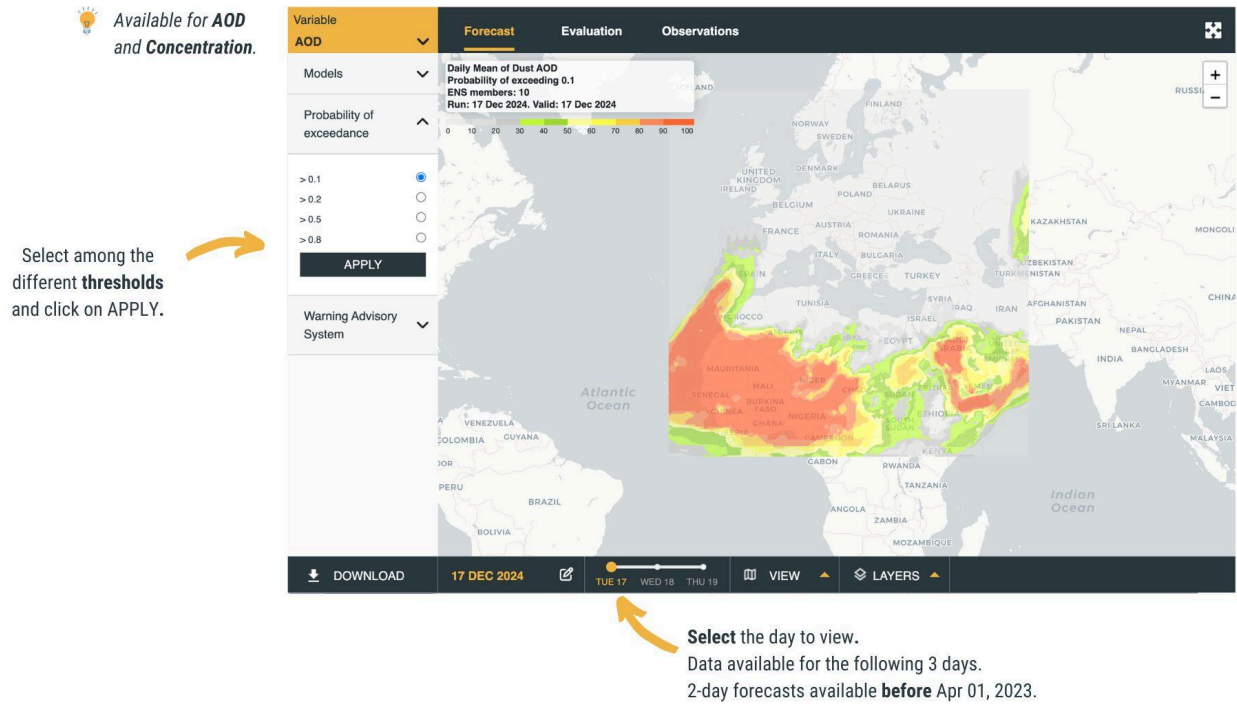 Available for AOD
and Concentration.
Variable
AOD
Forecast
Evaluation
Observations
Models
Probability of
exceedance
> 0.1
> 0.2
> 0.5
> 0.8
APPLY
Warning Advisory
System
Select among the
different thresholds
and click on APPLY.
Daily Mean of Dust AOD
Probability of exceeding 0.1
ENS members: 10
Run: 17 Dec 2024. Valid: 17 Dec 2024
0 10 20 30 40 50 60 70 80 90 100
+
−
FINLAND
NORWAY
SWEDEN
UNITED
KINGDOM
DENMARK
IRELAND
BELARUS
POLAND
BELGIUM
UKRAINE
KAZAKHSTAN
AUSTRIA
FRANCE
ROMANIA
MONGOLI
ITALY
BULGARIA
SPAIN
GREECE
TURKEY
TURKMENISTAN
CHINA
TUNISIA
SYRIA
IRAQ
IRAN
AFGHANISTAN
ISRAEL
PAKISTAN
EGYPT
NEPAL
BANGLADESH
INDIA
MAURITANIA
LAOS
MALI
NIGER
MYANMAR
VIET
SENEGAL
SUDAN
BURKINA
FASO
CAMBOD
GUINEA
NIGERIA
GHANA
SOUTH
SUDAN
SRI LANKA
Atlantic
Ocean
VENEZUELA
GUYANA
CAMEROON
MALAYSIA
KENYA
GABON
RWANDA
PERU
TANZANIA
BRAZIL
Indian
Ocean
ANGOLA
ZAMBIA
BOLIVIA
MOZAMBIQUE
DOWNLOAD
17 DEC 2024
TUE 17
WED 18
THU 19
VIEW
LAYERS
Select the day to view.
Data available for the following 3 days.
2-day forecasts available before Apr 01, 2023.